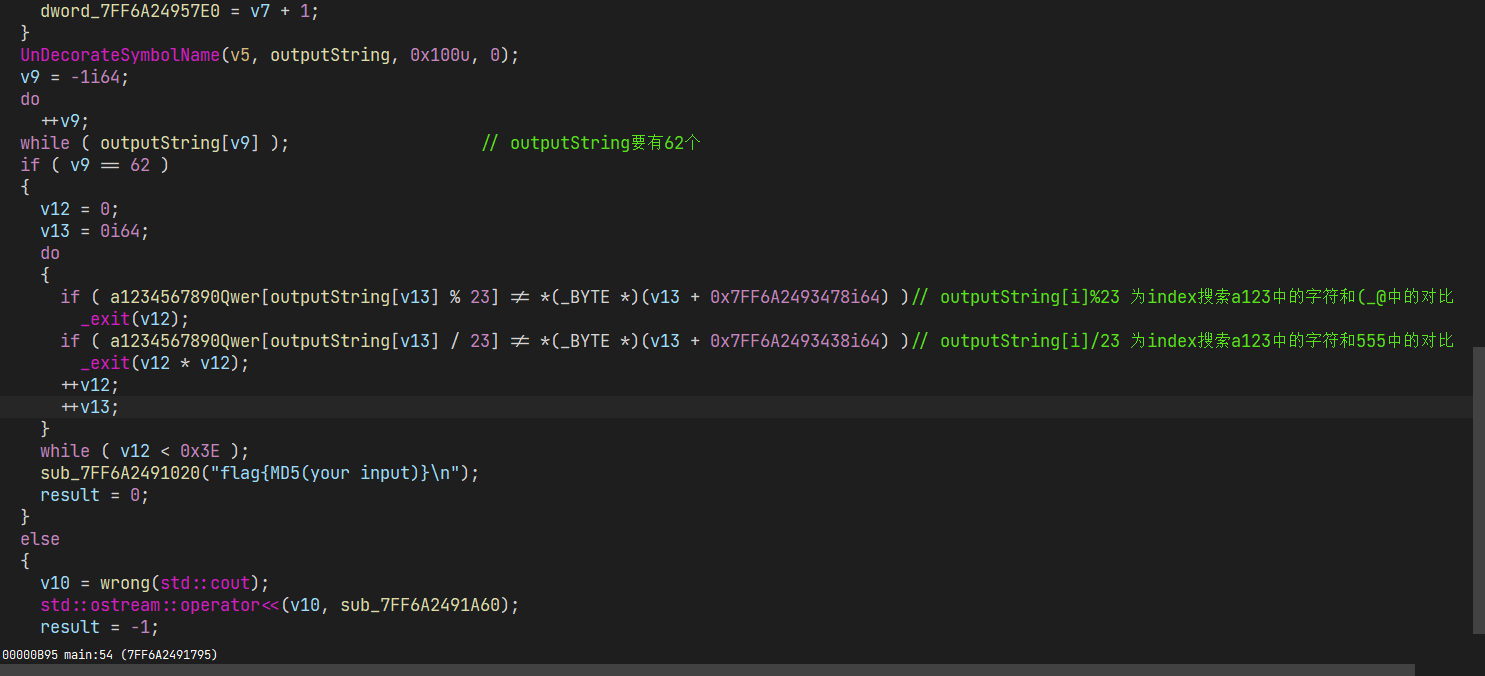 dword_7FF6A24957E0 = v7 + 1;
}
UnDecorateSymbolName(v5, outputString, 0x100u, 0);
v9 = -1i64;
do
++v9;
while ( outputString[v9] ); // outputString要有62个
if ( v9 == 62 )
{
v12 = 0;
v13 = 0i64;
do
{
if ( a1234567890Qwer[outputString[v13] % 23] != *(_BYTE *)(v13 + 0x7FF6A2493478i64) )// outputString[i]%23 为index搜索a123中的字符和(_@中的对比
_exit(v12);
if ( a1234567890Qwer[outputString[v13] / 23] != *(_BYTE *)(v13 + 0x7FF6A2493438i64) )// outputString[i]/23 为index搜索a123中的字符和555中的对比
_exit(v12 * v12);
++v12;
++v13;
}
while ( v12 < 0x3E );
sub_7FF6A2491020("flag{MD5(your input)}\n");
result = 0;
}
else
{
v10 = wrong(std::cout);
std::ostream::operator<<(v10, sub_7FF6A2491A60);
result = -1;
00000B95 main:54 (7FF6A2491795)